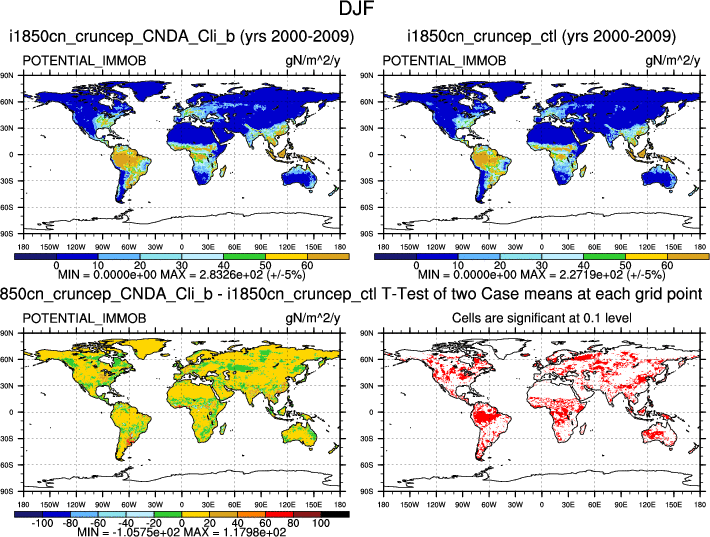 DJF
i1850cn_cruncep_CNDA_Cli_b (yrs 2000-2009)
i1850cn_cruncep_ctl (yrs 2000-2009)
POTENTIAL_IMMOB gN/m^2/y
POTENTIAL_IMMOB gN/m^2/y
90N
60N
30N
0
30S
60S
90S
180 150W 120W 90W 60W 30W 0 30E 60E 90E 120E 150E 180
0 10 20 30 40 50 60
MIN = 0.0000e+00 MAX = 2.8326e+02 (+/-5%)
90N
60N
30N
0
30S
60S
90S
180 150W 120W 90W 60W 30W 0 30E 60E 90E 120E 150E 180
0 10 20 30 40 50 60
MIN = 0.0000e+00 MAX = 2.2719e+02 (+/-5%)
850cn_cruncep_CNDA_Cli_b - i1850cn_cruncep_ctl
T-Test of two Case means at each grid point
POTENTIAL_IMMOB gN/m^2/y
Cells are significant at 0.1 level
90N
60N
30N
0
30S
60S
90S
180 150W 120W 90W 60W 30W 0 30E 60E 90E 120E 150E 180
-100 -80 -60 -40 -20 0 20 40 60 80 100
MIN = -1.0575e+02 MAX = 1.1798e+02
90N
60N
30N
0
30S
60S
90S
180 150W 120W 90W 60W 30W 0 30E 60E 90E 120E 150E 180